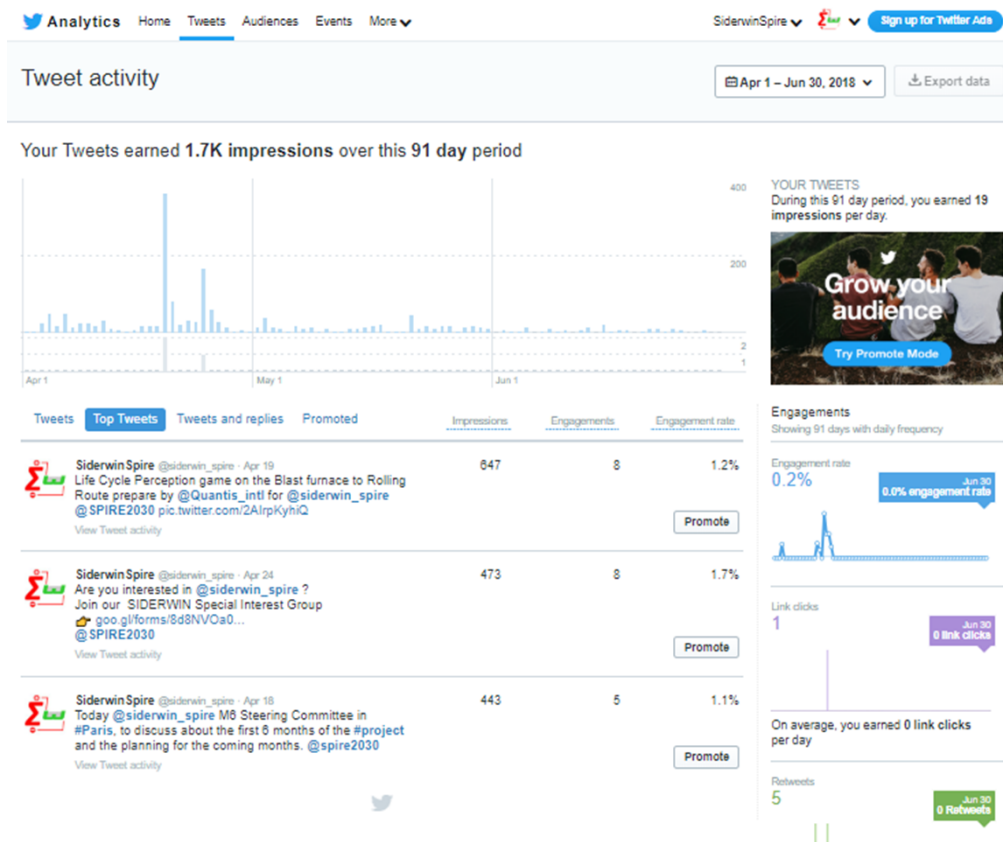 Analytics Home Tweets Audiences Events More SiderwinSpire Sign up for Twitter Ads
Tweet activity
Apr 1 – Jun 30, 2018 Export data
Your Tweets earned 1.7K impressions over this 91 day period
400
200
2
1
Apr 1 May 1 Jun 1
YOUR TWEETS
During this 91 day period, you earned 19
impressions per day.
Grow your
audience
Try Promote Mode
Tweets Top Tweets Tweets and replies Promoted Impressions Engagements Engagement rate
SiderwinSpire @siderwin_spire · Apr 19 647 8 1.2%
Life Cycle Perception game on the Blast furnace to Rolling
Route prepare by @Quantis_intl for @siderwin_spire
@SPIRE2030 pic.twitter.com/2AIrpKyhiQ
View Tweet activity
Promote
SiderwinSpire @siderwin_spire · Apr 24 473 8 1.7%
Are you interested in @siderwin_spire ?
Join our SIDERWIN Special Interest Group
👉 goo.gl/forms/8d8NVOa0...
@SPIRE2030
View Tweet activity
Promote
SiderwinSpire @siderwin_spire · Apr 18 443 5 1.1%
Today @siderwin_spire M6 Steering Committee in
#Paris, to discuss about the first 6 months of the #project
and the planning for the coming months. @spire2030
View Tweet activity
Promote
Engagements
Showing 91 days with daily frequency
Engagement rate
0.2%
Jun 30
0.0% engagement rate
Link clicks
1
Jun 30
0 link clicks
On average, you earned 0 link clicks
per day
Retweets
5
Jun 30
0 Retweets